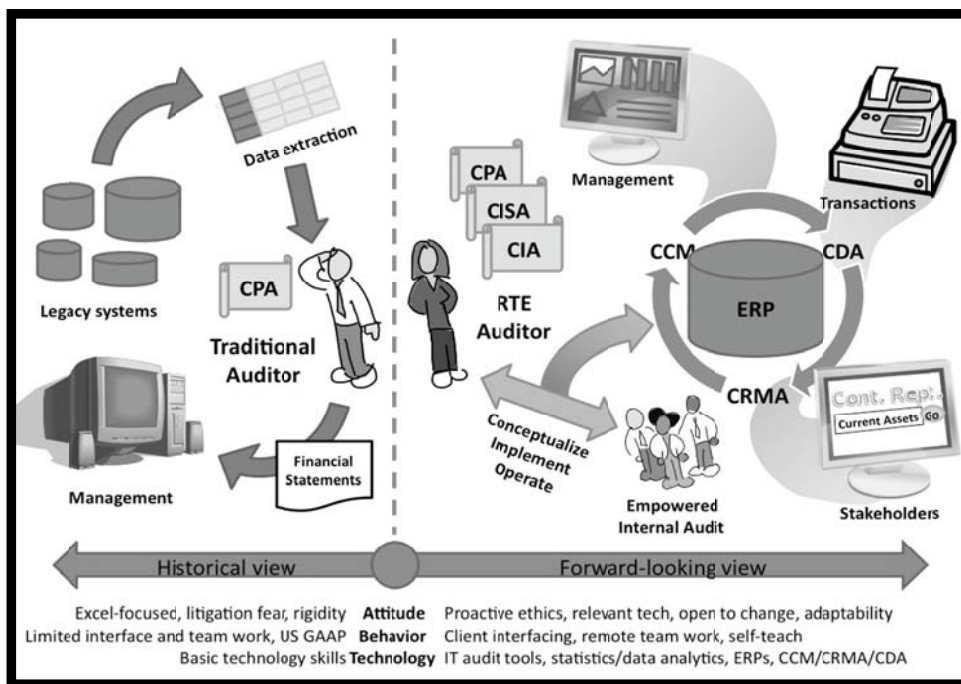 Data extraction
Legacy systems
CPA
Traditional
Auditor
Financial
Statements
Management
CPA
CISA
CIA
RTE
Auditor
Management
Transactions
CCM
CDA
ERP
CRMA
Conceptualize
Implement
Operate
Empowered
Internal Audit
Cont. Rept.
Current Assets Go
Stakeholders
Historical view
Forward-looking view
Excel-focused, litigation fear, rigidity Attitude Proactive ethics, relevant tech, open to change, adaptability
Limited interface and team work, US GAAP Behavior Client interfacing, remote team work, self-teach
Basic technology skills Technology IT audit tools, statistics/data analytics, ERPs, CCM/CRMA/CDA